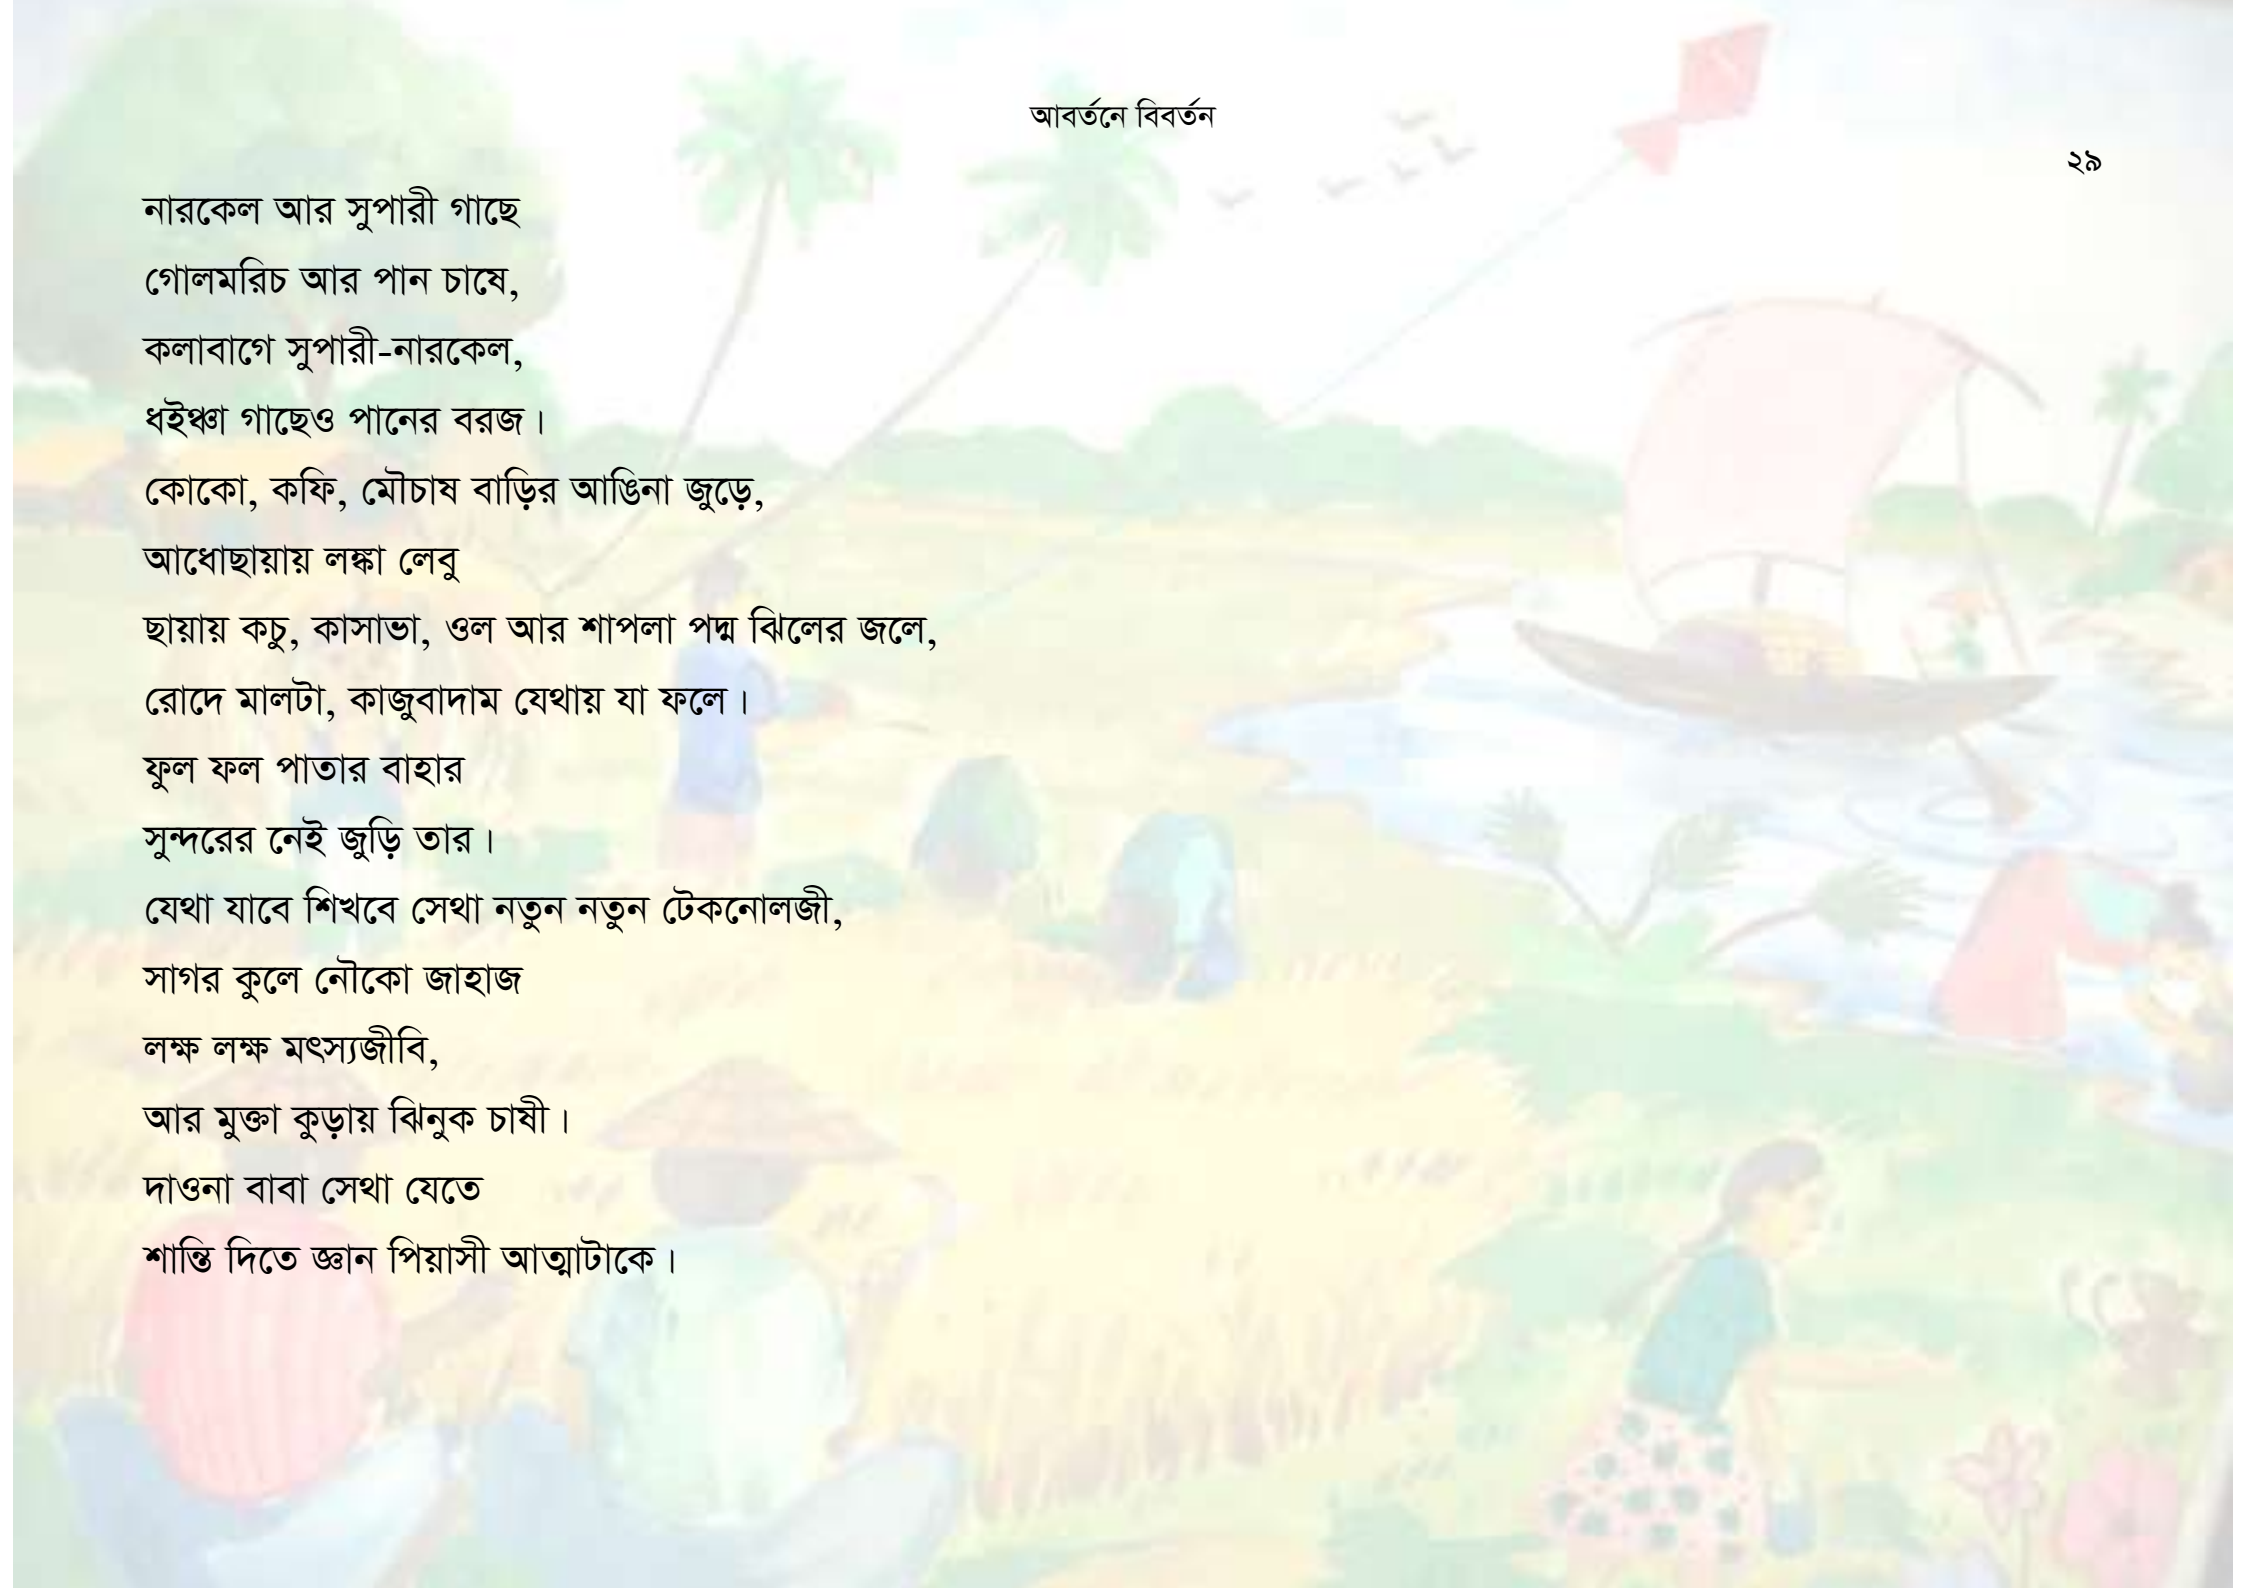 আবর্তনে বিবর্তন
২৯
নারকেল আর সুপারী গাছে
গোলমরিচ আর পান চাষে,
কলাবাগে সুপারী-নারকেল,
ধইঞ্চা গাছেও পানের বরজ।
কোকো, কফি, মৌচাষ বাড়ির আঙিনা জুড়ে,
আধোছায়ায় লঙ্কা লেবু
ছায়ায় কচু, কাসাভা, ওল আর শাপলা পদ্ম ঝিলের জলে,
রোদে মালটা, কাজুবাদাম যেথায় যা ফলে।
ফুল ফল পাতার বাহার
সুন্দরের নেই জুড়ি তার।
যেথা যাবে শিখবে সেথা নতুন নতুন টেকনোলজী,
সাগর কুলে নৌকো জাহাজ
লক্ষ লক্ষ মৎস্যজীবি,
আর মুক্তা কুড়ায় ঝিনুক চাষী।
দাওনা বাবা সেথা যেতে
শান্তি দিতে জ্ঞান পিয়াসী আত্মাটাকে।